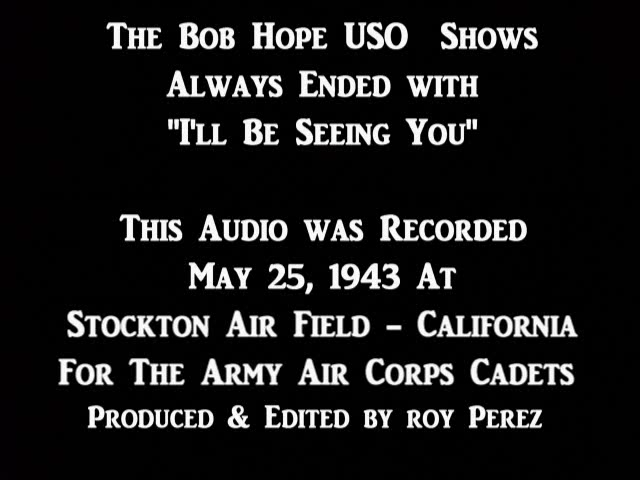 The Bob Hope USO Shows
Always Ended with
"I'll Be Seeing You"
This Audio was Recorded
May 25, 1943 At
Stockton Air Field - California
For The Army Air Corps Cadets
Produced & Edited by roy Perez